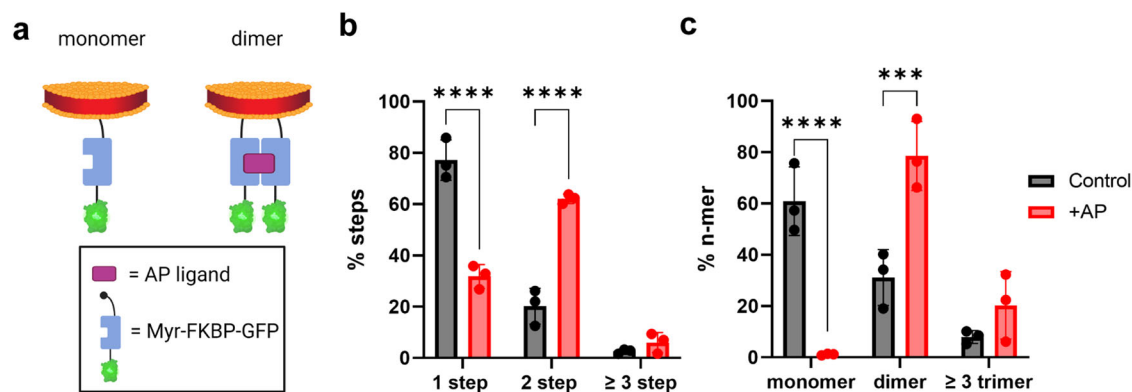 a
monomer
dimer
= AP ligand
= Myr-FKBP-GFP
b
****
****
% steps
100
80
60
40
20
0
1 step
2 step
≥ 3 step
c
***
****
% n-mer
100
80
60
40
20
0
monomer
dimer
≥ 3 trimer
Control
+AP